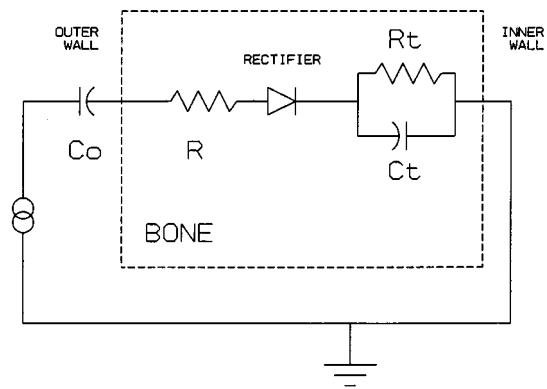 OUTER
WALL
RECTIFIER
Rt
INNER
WALL
Co
R
Ct
BONE